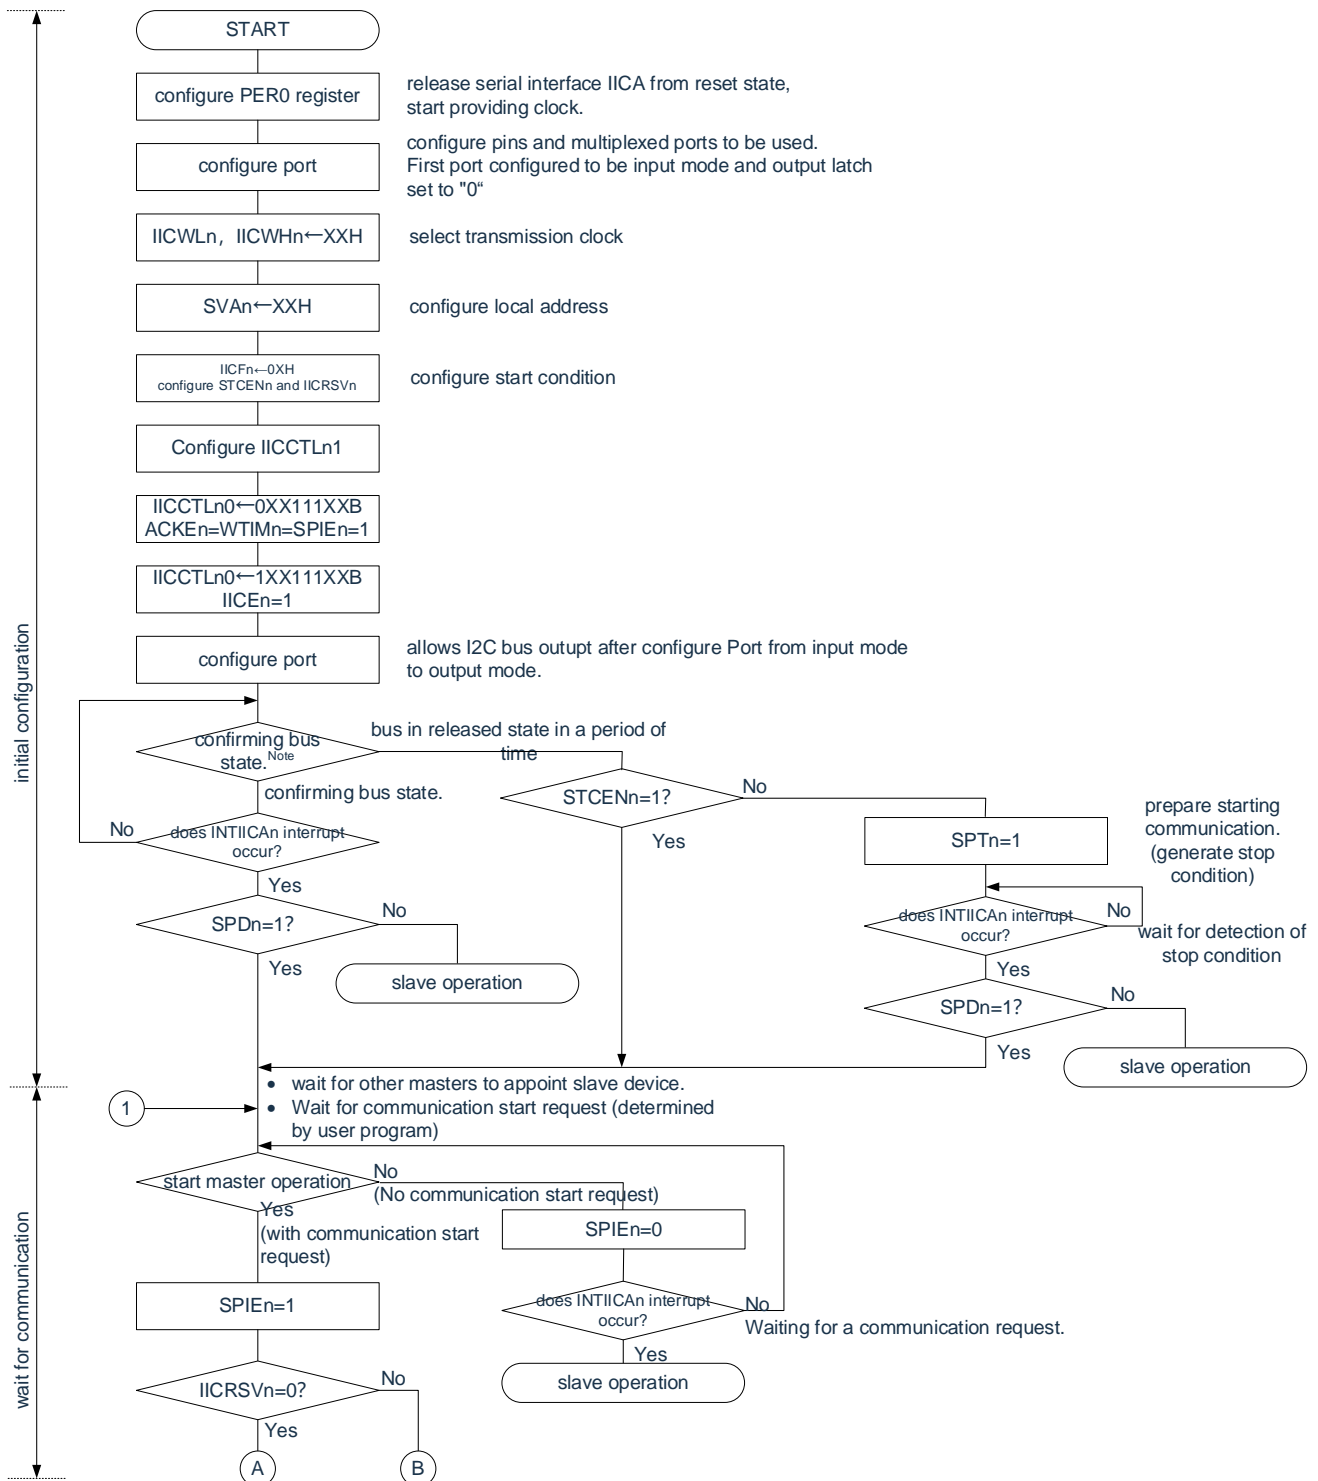 START
configure PER0 register
release serial interface IICA from reset state,
start providing clock.
configure port
configure pins and multiplexed ports to be used.
First port configured to be input mode and output latch
set to "0“
IICWLn，IICWHn←XXH
select transmission clock
SVAn←XXH
configure local address
IICFn←0XH
configure STCENn and IICRSVn
configure start condition
Configure IICCTLn1
IICCTLn0←0XX111XXB
ACKEn=WTIMn=SPIEn=1
IICCTLn0←1XX111XXB
IICEn=1
configure port
allows I2C bus outupt after configure Port from input mode
to output mode.
initial configuration
confirming bus
state.Note
bus in released state in a period of
time
confirming bus state.
STCENn=1?
No
Yes
prepare starting
communication.
(generate stop
condition)
SPTn=1
does INTIICAn interrupt
occur?
No
Yes
does INTIICAn interrupt
occur?
No
wait for detection of
stop condition
Yes
SPDn=1?
No
Yes
slave operation
SPDn=1?
No
Yes
slave operation
1
• wait for other masters to appoint slave device.
• Wait for communication start request (determined
by user program)
wait for communication
start master operation
No
(No communication start request)
Yes
(with communication start
request)
SPIEn=0
SPIEn=1
does INTIICAn interrupt
occur?
No
Waiting for a communication request.
Yes
slave operation
IICRSVn=0?
No
Yes
A
B